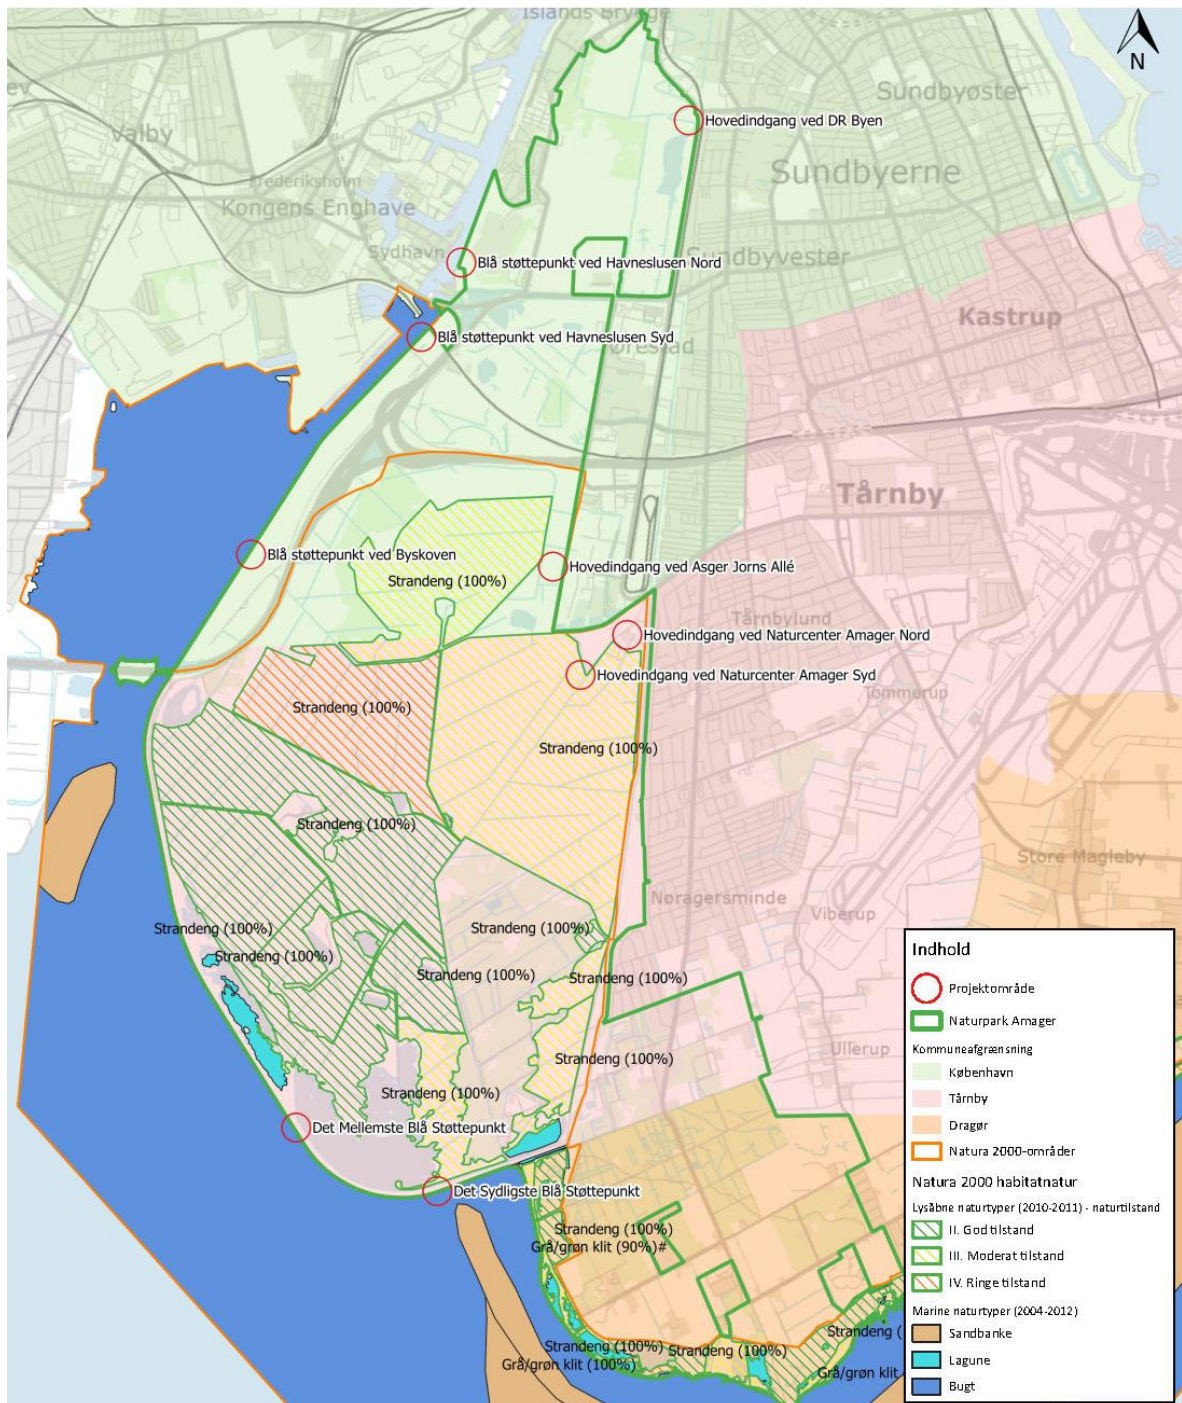 Islands Brygge
N
Sundbyøster
Hovedindgang ved DR Byen
Valby
Sundbyerne
Frederiksholm
Kongens Enghave
Sydhavn
Sundbyvester
Blå støttepunkt ved Havneslusen Nord
Kastrup
Blå støttepunkt ved Havneslusen Syd
Ørestad
Tårnby
Blå støttepunkt ved Byskoven
Hovedindgang ved Asger Jorns Allé
Strandeng (100%)
Tårnbylund
Hovedindgang ved Naturcenter Amager Nord
Hovedindgang ved Naturcenter Amager Syd
Tømmerup
Strandeng (100%)
Strandeng (100%)
Strandeng (100%)
Store Magleby
Nøragersminde
Viberup
Strandeng (100%)
Strandeng (100%)
Strandeng (100%)
Strandeng (100%)
Strandeng (100%)
Ullerup
Strandeng (100%)
Strandeng (100%)
Det Mellemste Blå Støttepunkt
Det Sydligste Blå Støttepunkt
Strandeng (100%)
Grå/grøn klit (90%)#
Strandeng (
Strandeng (100%)
Strandeng (100%)
Grå/grøn klit (100%)
Grå/grøn klit
Indhold
Projektområde
Naturpark Amager
Kommuneafgrænsning
København
Tårnby
Dragør
Natura 2000-områder
Natura 2000 habitatnatur
Lysåbne naturtyper (2010-2011) - naturtilstand
II. God tilstand
III. Moderat tilstand
IV. Ringe tilstand
Marine naturtyper (2004-2012)
Sandbanke
Lagune
Bugt